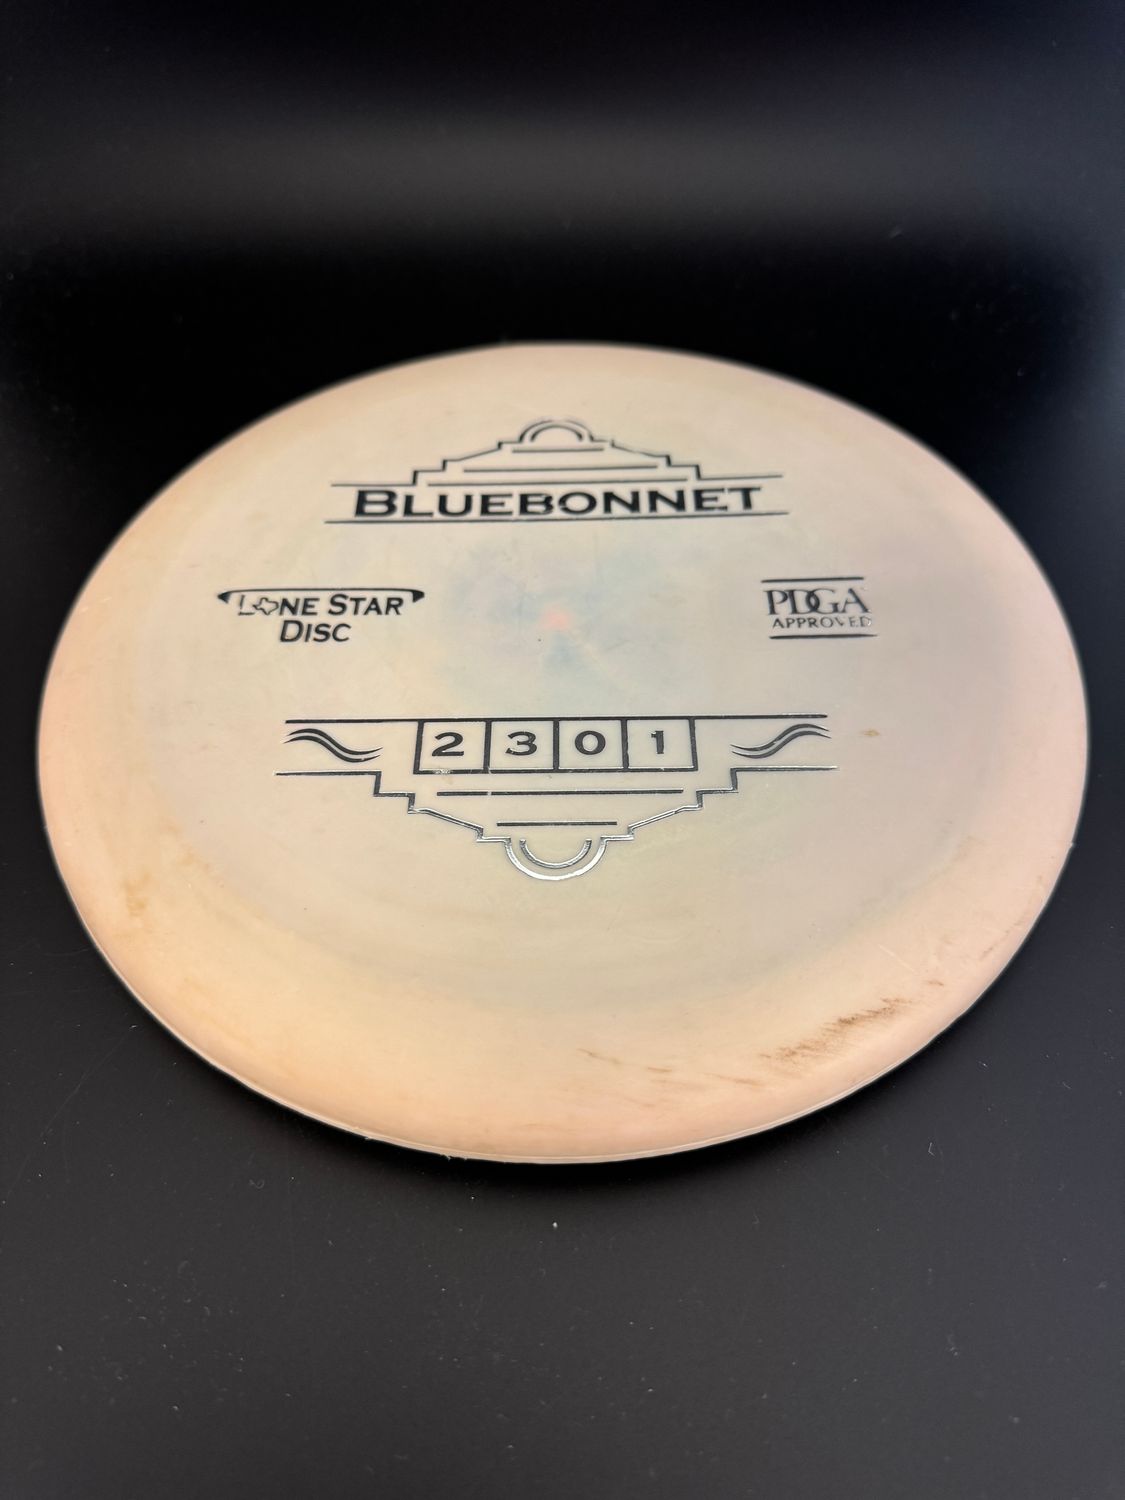 BLUEBONNET
LONE STAR
DISC
PDGA
APPROVED
2 3 0 1